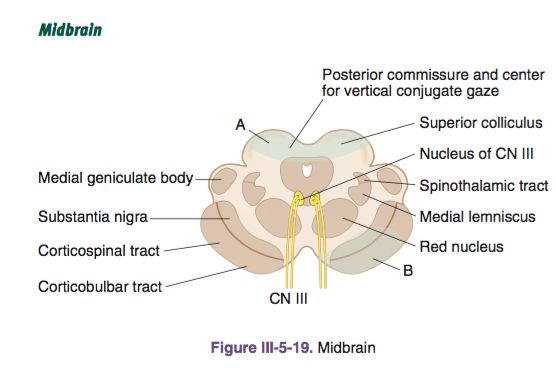 Midbrain
Posterior commissure and center
for vertical conjugate gaze
A
Superior colliculus
Nucleus of CN III
Medial geniculate body
Spinothalamic tract
Substantia nigra
Medial lemniscus
Corticospinal tract
Red nucleus
B
Corticobulbar tract
CN III
Figure III-5-19. Midbrain